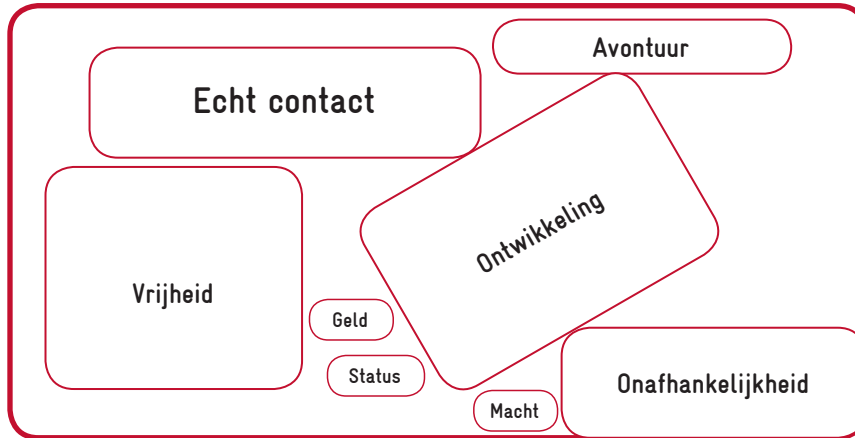 Avontuur
Echt contact
Ontwikkeling
Vrijheid
Geld
Status
Onafhankelijkheid
Macht